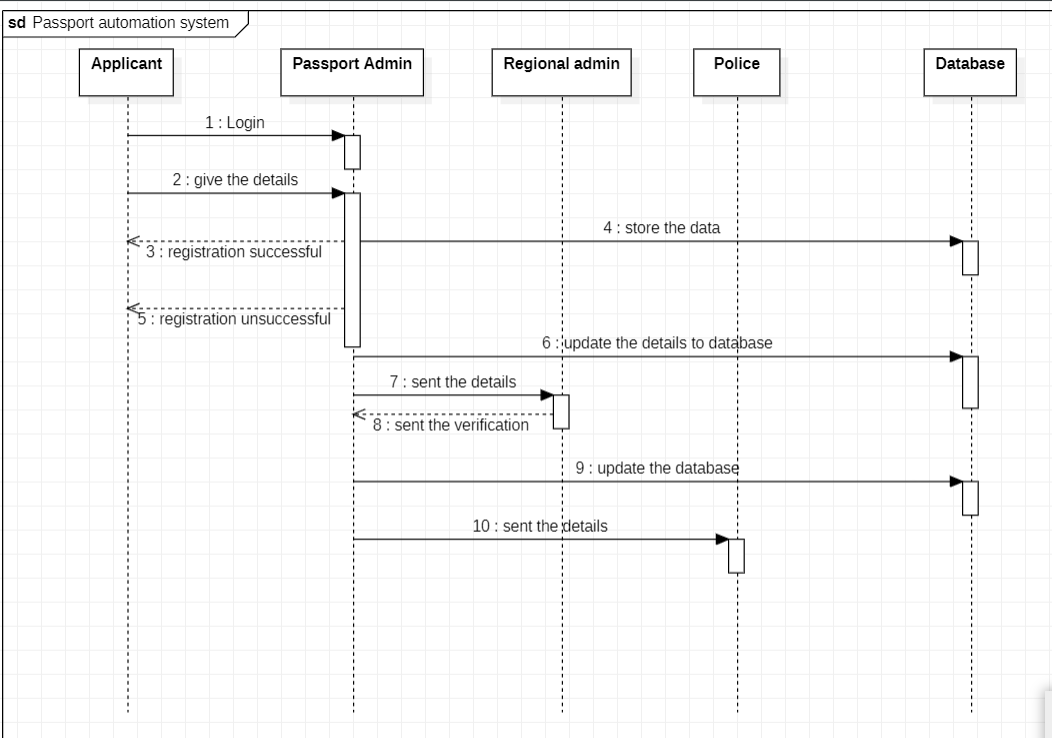 sd Passport automation system
Applicant
Passport Admin
Regional admin
Police
Database
1 : Login
2 : give the details
4 : store the data
3 : registration successful
5 : registration unsuccessful
6 : update the details to database
7 : sent the details
8 : sent the verification
9 : update the database
10 : sent the details